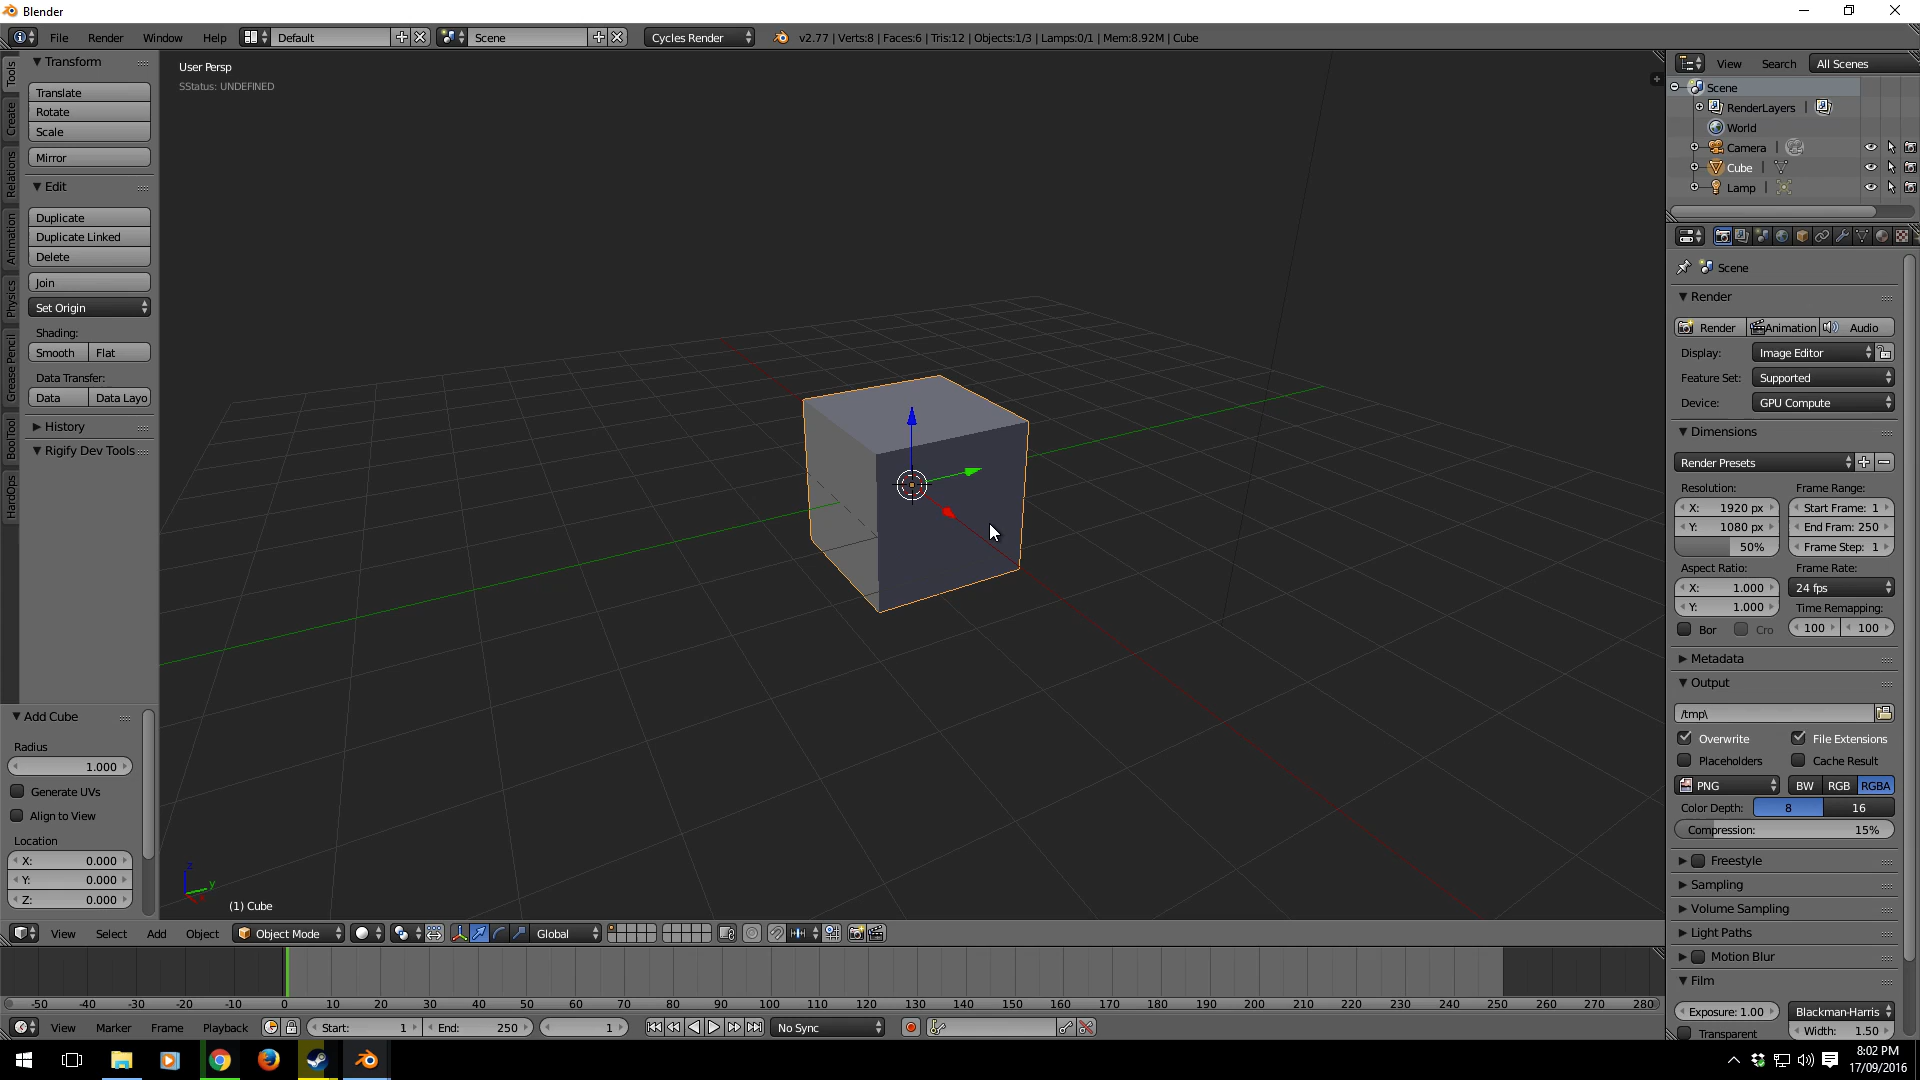 Blender
File Render Window Help Default Scene Cycles Render v2.77 | Verts:8 | Faces:6 | Tris:12 | Objects:1/3 | Lamps:0/1 | Mem:8.92M | Cube
Tools
Create
Relations
Animation
Physics
Grease Pencil
BoolTool
HardOps
Transform
Translate
Rotate
Scale
Mirror
Edit
Duplicate
Duplicate Linked
Delete
Join
Set Origin
Shading:
Smooth Flat
Data Transfer:
Data Data Layo
History
Rigify Dev Tools
Add Cube
Radius
1.000
Generate UVs
Align to View
Location
X: 0.000
Y: 0.000
Z: 0.000
User Persp
SStatus: UNDEFINED
z
y
(1) Cube
View Select Add Object Object Mode Global
View Search All Scenes
Scene
RenderLayers |
World
Camera |
Cube |
Lamp |
Scene
Render
Render Animation Audio
Display: Image Editor
Feature Set: Supported
Device: GPU Compute
Dimensions
Render Presets
Resolution: Frame Range:
X: 1920 px Start Frame: 1
Y: 1080 px End Fram: 250
50% Frame Step: 1
Aspect Ratio: Frame Rate:
X: 1.000 24 fps
Y: 1.000 Time Remapping:
Bor Cro 100 100
Metadata
Output
/tmp\
Overwrite File Extensions
Placeholders Cache Result
PNG BW RGB RGBA
Color Depth: 8 16
Compression: 15%
Freestyle
Sampling
Volume Sampling
Light Paths
Motion Blur
Film
Exposure: 1.00 Blackman-Harris
Transparent Width: 1.50
-50 -40 -30 -20 -10 0 10 20 30 40 50 60 70 80 90 100 110 120 130 140 150 160 170 180 190 200 210 220 230 240 250 260 270 280
View Marker Frame Playback Start: 1 End: 250 1 No Sync
8:02 PM
17/09/2016